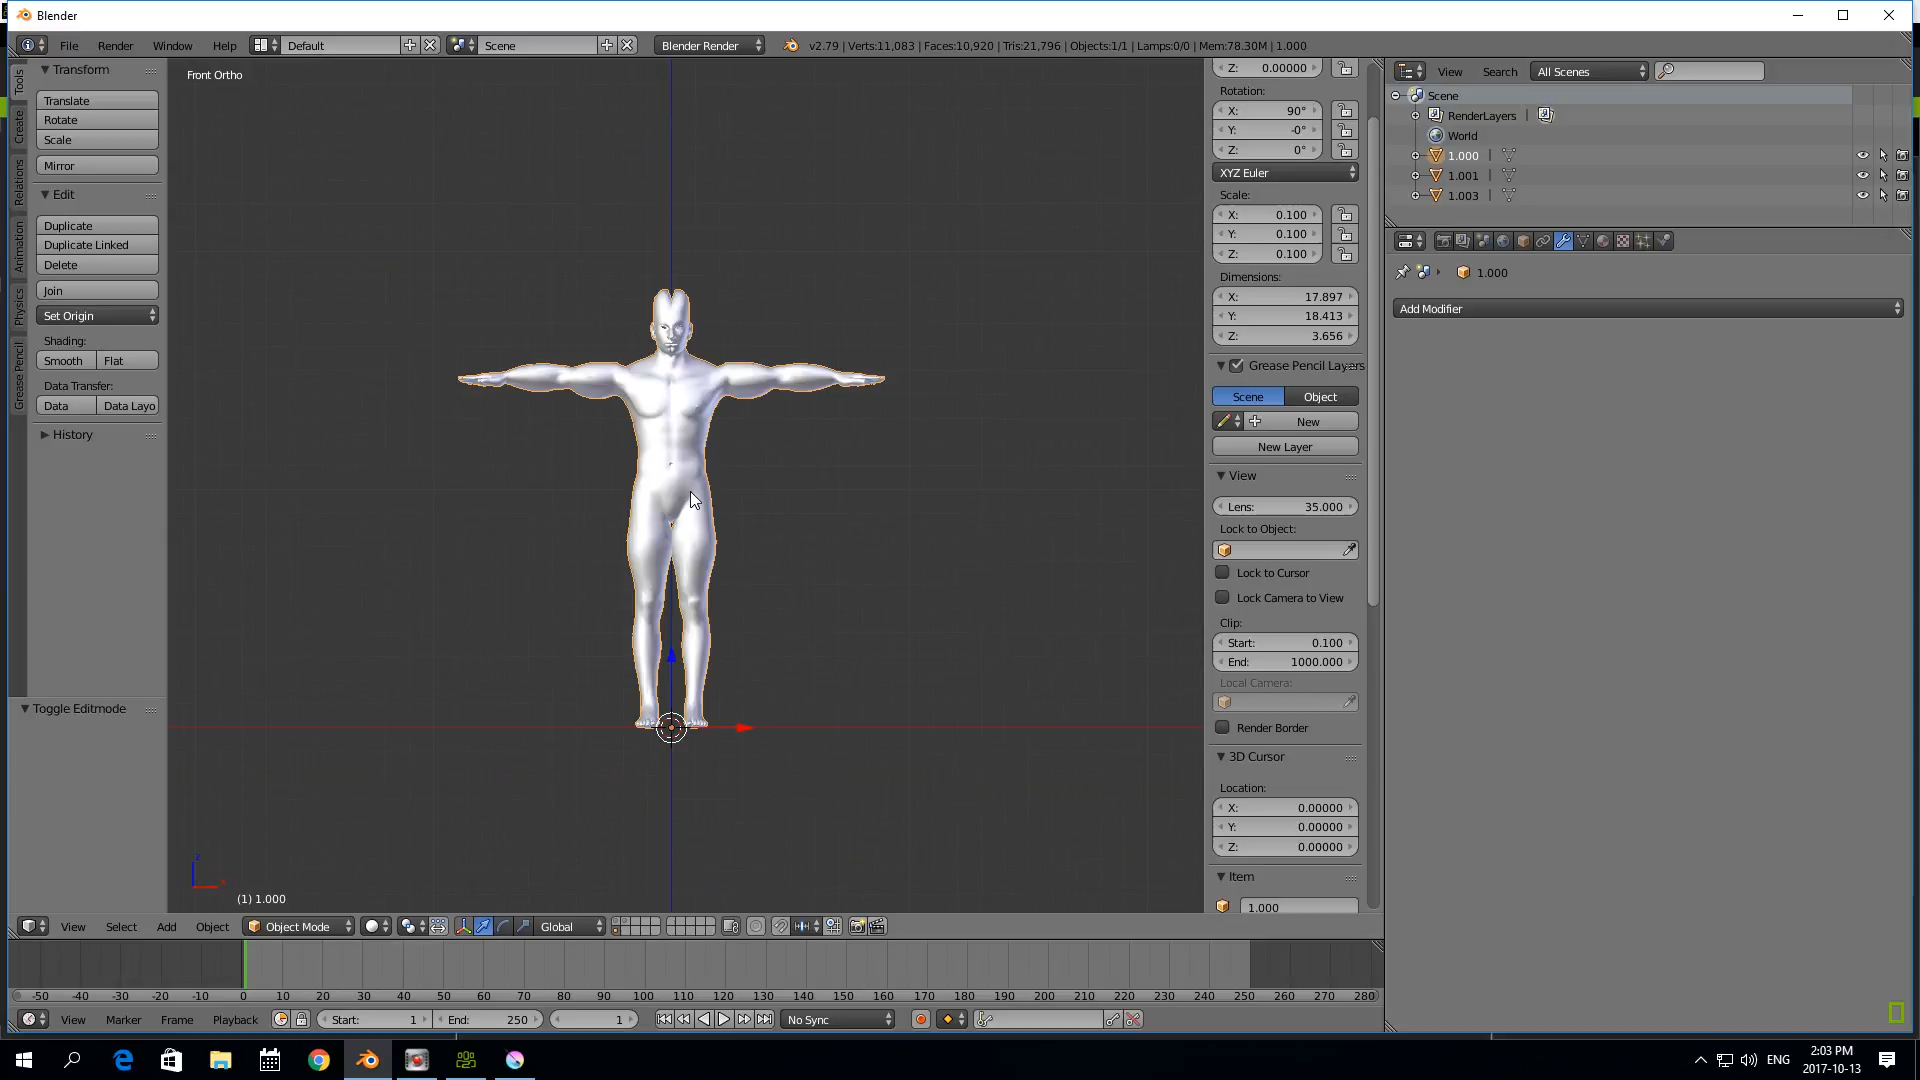 Blender
File Render Window Help Default Scene Blender Render v2.79 | Verts:11,083 | Faces:10,920 | Tris:21,796 | Objects:1/1 | Lamps:0/0 | Mem:78.30M | 1.000
Tools
Create
Relations
Animation
Physics
Grease Pencil
Transform
Translate
Rotate
Scale
Mirror
Edit
Duplicate
Duplicate Linked
Delete
Join
Set Origin
Shading:
Smooth Flat
Data Transfer:
Data Data Layo
History
Toggle Editmode
Front Ortho
z
x
(1) 1.000
Z: 0.00000
Rotation:
X: 90°
Y: -0°
Z: 0°
XYZ Euler
Scale:
X: 0.100
Y: 0.100
Z: 0.100
Dimensions:
X: 17.897
Y: 18.413
Z: 3.656
Grease Pencil Layers
Scene Object
New
New Layer
View
Lens: 35.000
Lock to Object:
Lock to Cursor
Lock Camera to View
Clip:
Start: 0.100
End: 1000.000
Local Camera:
Render Border
3D Cursor
Location:
X: 0.00000
Y: 0.00000
Z: 0.00000
Item
1.000
View Search All Scenes
Scene
RenderLayers |
World
1.000 |
1.001 |
1.003 |
1.000
Add Modifier
View Select Add Object Object Mode Global
-50 -40 -30 -20 -10 0 10 20 30 40 50 60 70 80 90 100 110 120 130 140 150 160 170 180 190 200 210 220 230 240 250 260 270 280
View Marker Frame Playback Start: 1 End: 250 1 No Sync
ENG 2:03 PM
2017-10-13